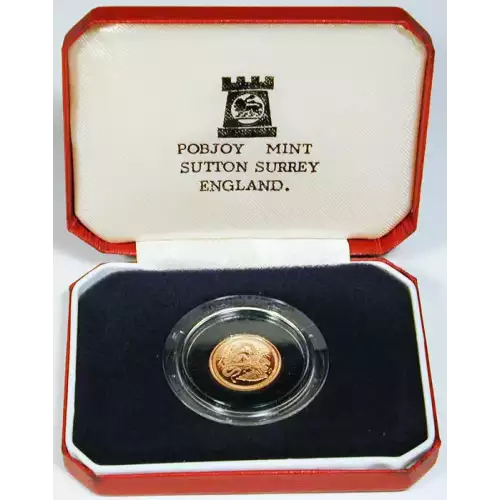 POBJOY MINT
SUTTON SURREY
ENGLAND.